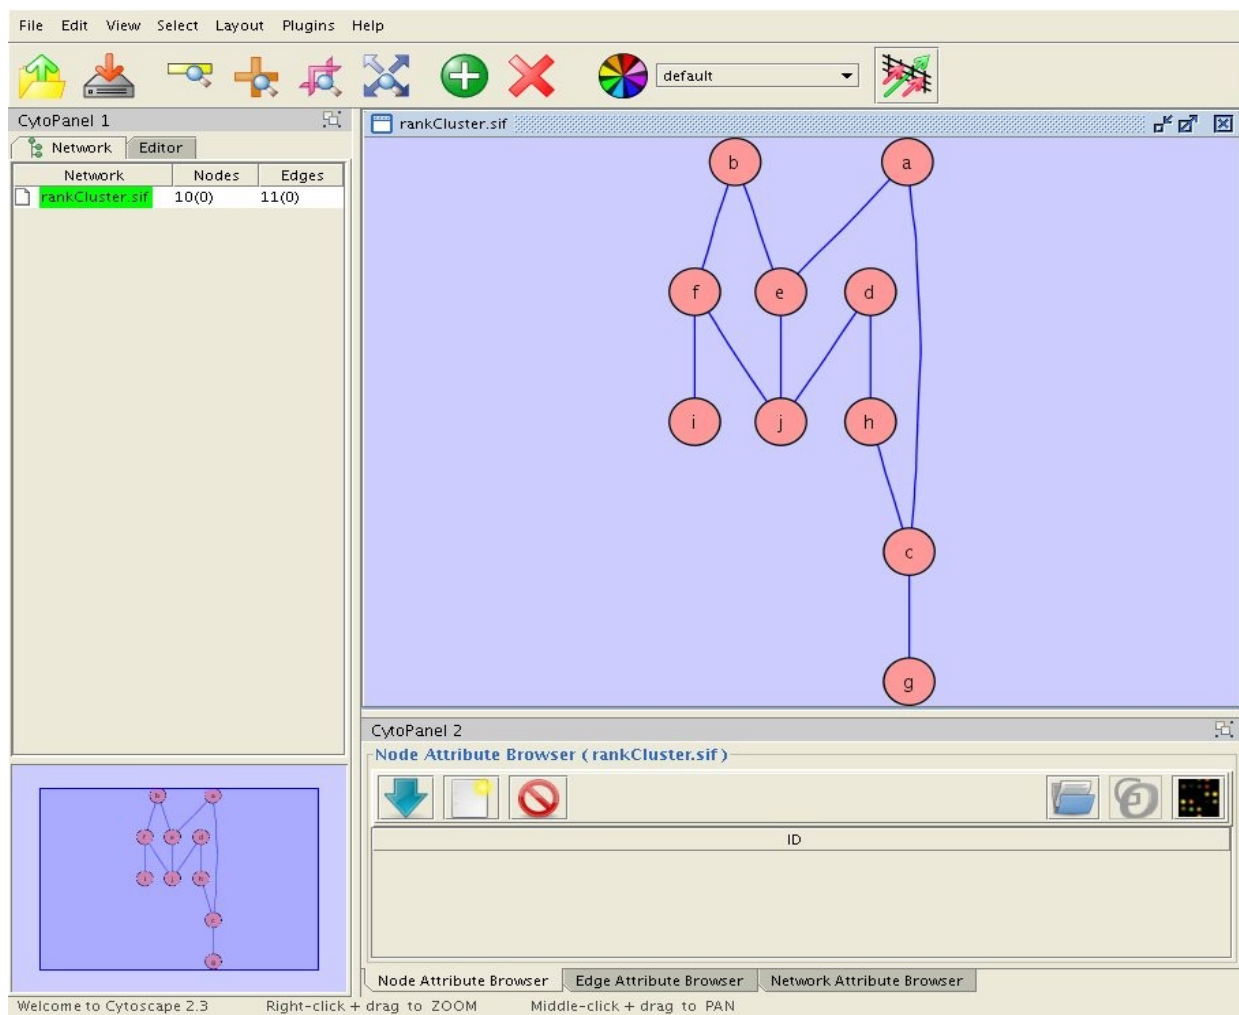 File Edit View Select Layout Plugins Help
default
CytoPanel 1
Network Editor
Network Nodes Edges
rankCluster.sif 10(0) 11(0)
rankCluster.sif
b a
f e d
i j h
c
g
CytoPanel 2
Node Attribute Browser (rankCluster.sif)
ID
Node Attribute Browser Edge Attribute Browser Network Attribute Browser
Welcome to Cytoscape 2.3 Right-click + drag to ZOOM Middle-click + drag to PAN